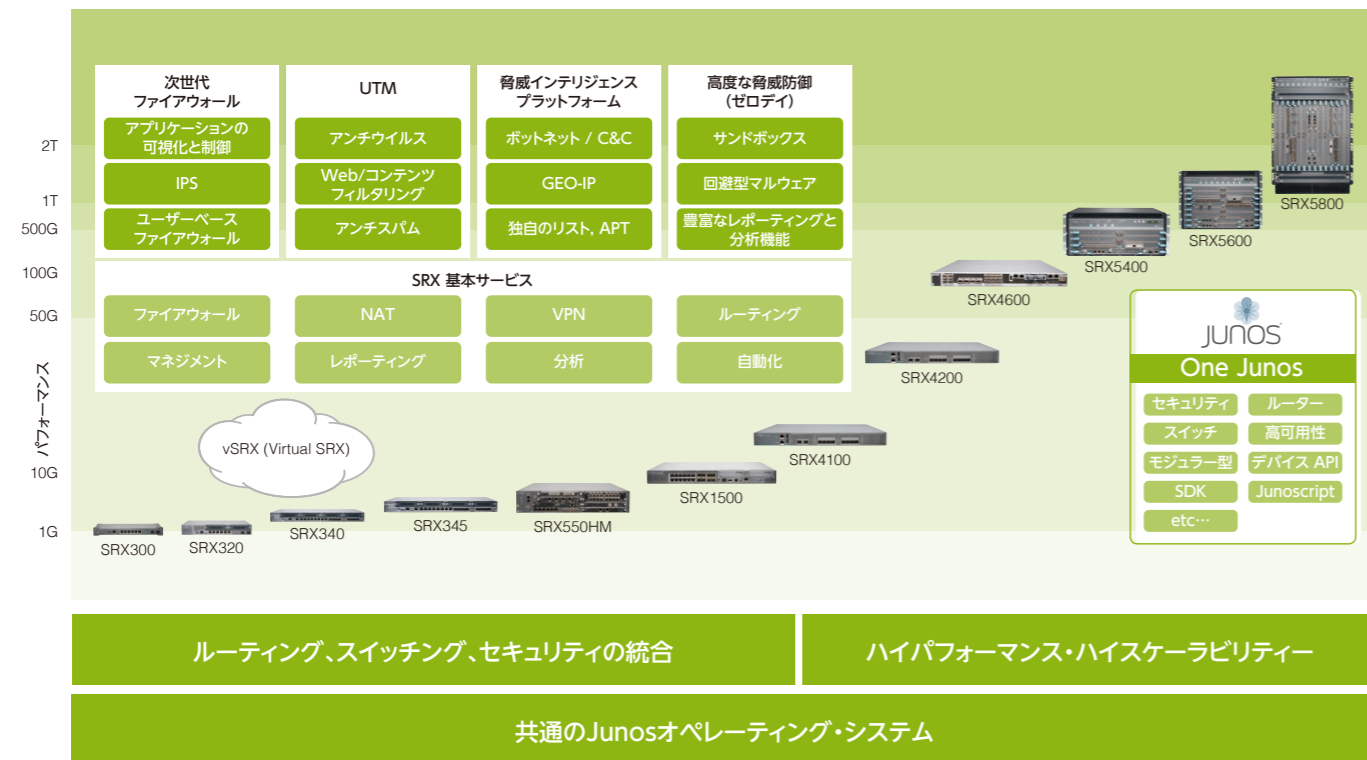 次世代
ファイアウォール
アプリケーションの
可視化と制御
IPS
ユーザーベース
ファイアウォール
UTM
アンチウイルス
Web/コンテンツ
フィルタリング
アンチスパム
脅威インテリジェンス
プラットフォーム
ボットネット / C&C
GEO-IP
独自のリスト, APT
高度な脅威防御
(ゼロデイ)
サンドボックス
回避型マルウェア
豊富なレポーティングと
分析機能
SRX 基本サービス
ファイアウォール
NAT
VPN
ルーティング
マネジメント
レポーティング
分析
自動化
2T
1T
500G
100G
50G
パフォーマンス
10G
1G
vSRX (Virtual SRX)
SRX300
SRX320
SRX340
SRX345
SRX550HM
SRX1500
SRX4100
SRX4200
SRX4600
SRX5400
SRX5600
SRX5800
JUNOS
One Junos
セキュリティ
ルーター
スイッチ
高可用性
モジュラー型
デバイス API
SDK
Junoscript
etc…
ルーティング、スイッチング、セキュリティの統合
ハイパフォーマンス・ハイスケーラビリティー
共通のJunosオペレーティング・システム